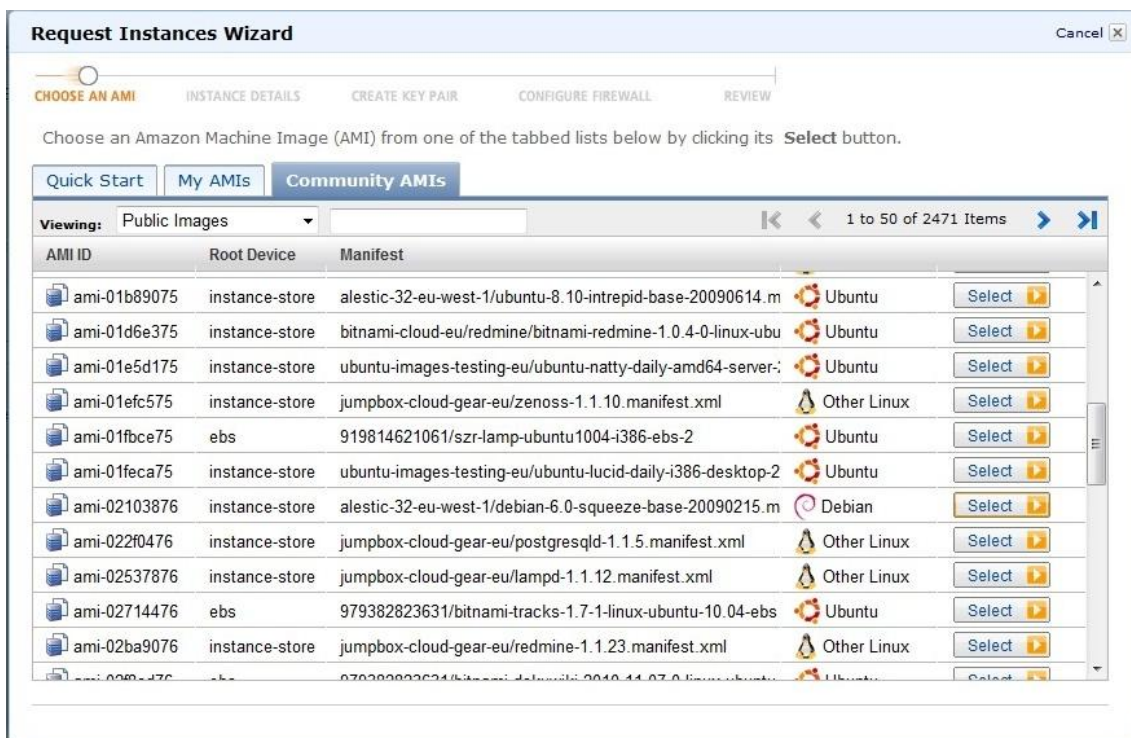 Request Instances Wizard Cancel
CHOOSE AN AMI INSTANCE DETAILS CREATE KEY PAIR CONFIGURE FIREWALL REVIEW
Choose an Amazon Machine Image (AMI) from one of the tabbed lists below by clicking its Select button.
Quick Start My AMIs Community AMIs
Viewing: Public Images 1 to 50 of 2471 Items
AMI ID Root Device Manifest
ami-01b89075 instance-store alestic-32-eu-west-1/ubuntu-8.10-intrepid-base-20090614.m Ubuntu Select
ami-01d6e375 instance-store bitnami-cloud-eu/redmine/bitnami-redmine-1.0.4-0-linux-ubu Ubuntu Select
ami-01e5d175 instance-store ubuntu-images-testing-eu/ubuntu-natty-daily-amd64-server-2 Ubuntu Select
ami-01efc575 instance-store jumpbox-cloud-gear-eu/zenoss-1.1.10.manifest.xml Other Linux Select
ami-01fbce75 ebs 919814621061/szr-lamp-ubuntu1004-i386-ebs-2 Ubuntu Select
ami-01feca75 instance-store ubuntu-images-testing-eu/ubuntu-lucid-daily-i386-desktop-2 Ubuntu Select
ami-02103876 instance-store alestic-32-eu-west-1/debian-6.0-squeeze-base-20090215.m Debian Select
ami-022f0476 instance-store jumpbox-cloud-gear-eu/postgresqld-1.1.5.manifest.xml Other Linux Select
ami-02537876 instance-store jumpbox-cloud-gear-eu/lampd-1.1.12.manifest.xml Other Linux Select
ami-02714476 ebs 979382823631/bitnami-tracks-1.7-1-linux-ubuntu-10.04-ebs Ubuntu Select
ami-02ba9076 instance-store jumpbox-cloud-gear-eu/redmine-1.1.23.manifest.xml Other Linux Select